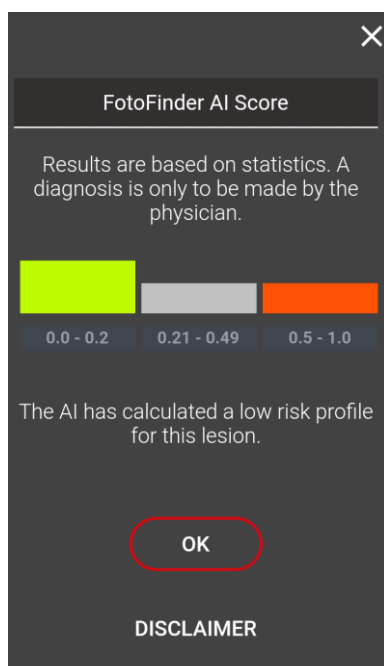 FotoFinder AI Score
Results are based on statistics. A
diagnosis is only to be made by the
physician.
0.0 - 0.2
0.21 - 0.49
0.5 - 1.0
The AI has calculated a low risk profile
for this lesion.
OK
DISCLAIMER